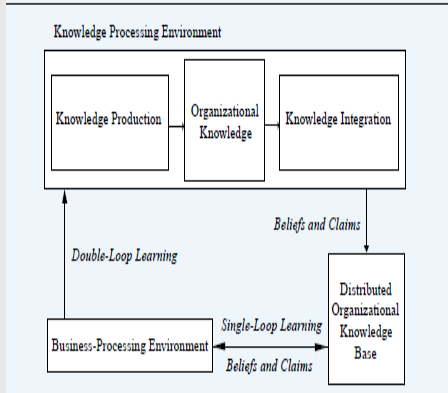 Knowledge Processing Environment
Knowledge Production
Organizational
Knowledge
Knowledge Integration
Beliefs and Claims
Double-Loop Learning
Distributed
Organizational
Knowledge
Base
Single-Loop Learning
Business-Processing Environment
Beliefs and Claims